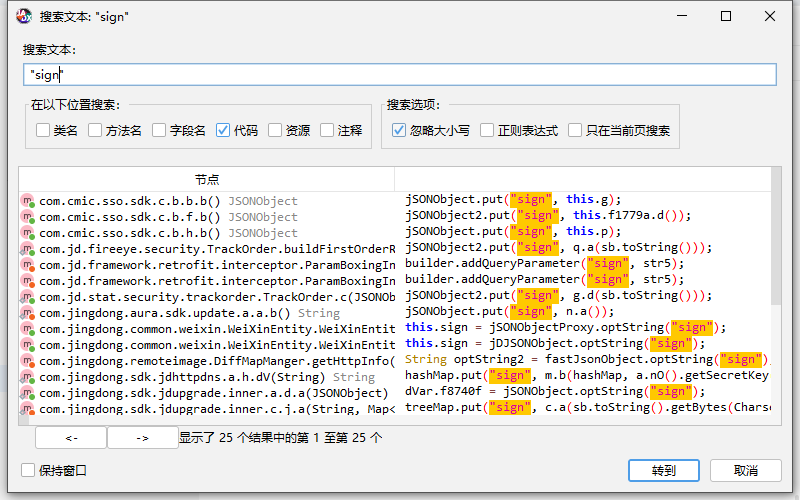 搜索文本: "sign"
搜索文本:
"sign"
在以下位置搜索:
类名 方法名 字段名 代码 资源 注释
搜索选项:
忽略大小写 正则表达式 只在当前页搜索
节点
com.cmic.sso.sdk.c.b.b.b() JSONObject jSONObject.put("sign", this.g);
com.cmic.sso.sdk.c.b.f.b() JSONObject jSONObject2.put("sign", this.f1779a.d());
com.cmic.sso.sdk.c.b.h.b() JSONObject jSONObject.put("sign", this.p);
com.jd.fireeye.security.TrackOrder.buildFirstOrderR jSONObject2.put("sign", q.a(sb.toString()));
com.jd.framework.retrofit.interceptor.ParamBoxingIn builder.addQueryParameter("sign", str5);
com.jd.framework.retrofit.interceptor.ParamBoxingIn builder.addQueryParameter("sign", str5);
com.jd.stat.security.trackorder.TrackOrder.c(JSONOb jSONObject2.put("sign", g.d(sb.toString()));
com.jingdong.aura.sdk.update.a.a.b() String jSONObject.put("sign", n.a());
com.jingdong.common.weixin.WeiXinEntity.WeiXinEntit this.sign = jSONObjectProxy.optString("sign");
com.jingdong.common.weixin.WeiXinEntity.WeiXinEntit this.sign = jDJSONObject.optString("sign");
com.jingdong.remoteimage.DiffMapManger.getHttpInfo( String optString2 = fastJsonObject.optString("sign")
com.jingdong.sdk.jdhttpdns.a.h.dV(String) String hashMap.put("sign", m.b(hashMap, a.nO().getSecretKey
com.jingdong.sdk.jdupgrade.inner.a.d.a(JSONObject) dVar.f8740f = jSONObject.optString("sign");
com.jingdong.sdk.jdupgrade.inner.c.j.a(String, Map< treeMap.put("sign", c.a(sb.toString().getBytes(Charse
<- -> 显示了 25 个结果中的第 1 至第 25 个
保持窗口 转到 取消